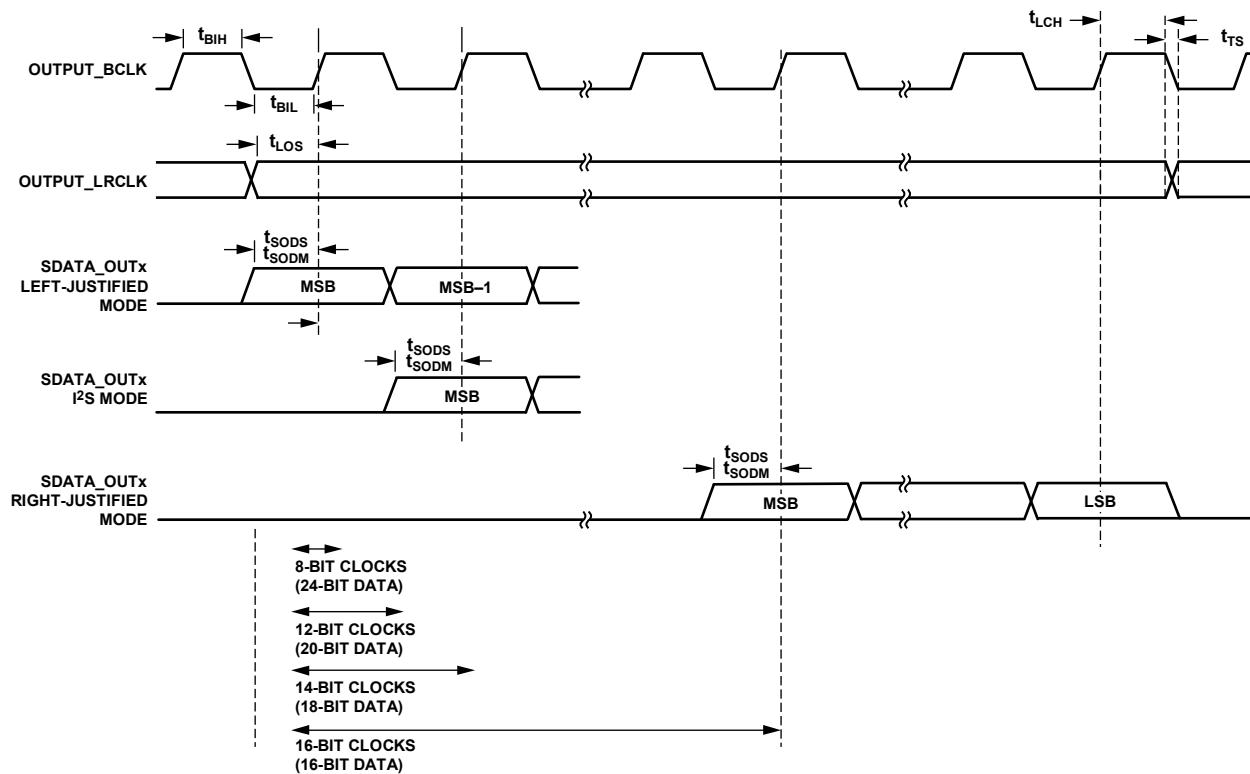 tBIH
tLCH
tTS
OUTPUT_BCLK
tBIL
tLOS
OUTPUT_LRCLK
tSODS
tSODM
SDATA_OUTx
LEFT-JUSTIFIED
MODE
MSB
MSB–1
tSODS
tSODM
SDATA_OUTx
I2S MODE
MSB
tSODS
tSODM
SDATA_OUTx
RIGHT-JUSTIFIED
MODE
MSB
LSB
8-BIT CLOCKS
(24-BIT DATA)
12-BIT CLOCKS
(20-BIT DATA)
14-BIT CLOCKS
(18-BIT DATA)
16-BIT CLOCKS
(16-BIT DATA)